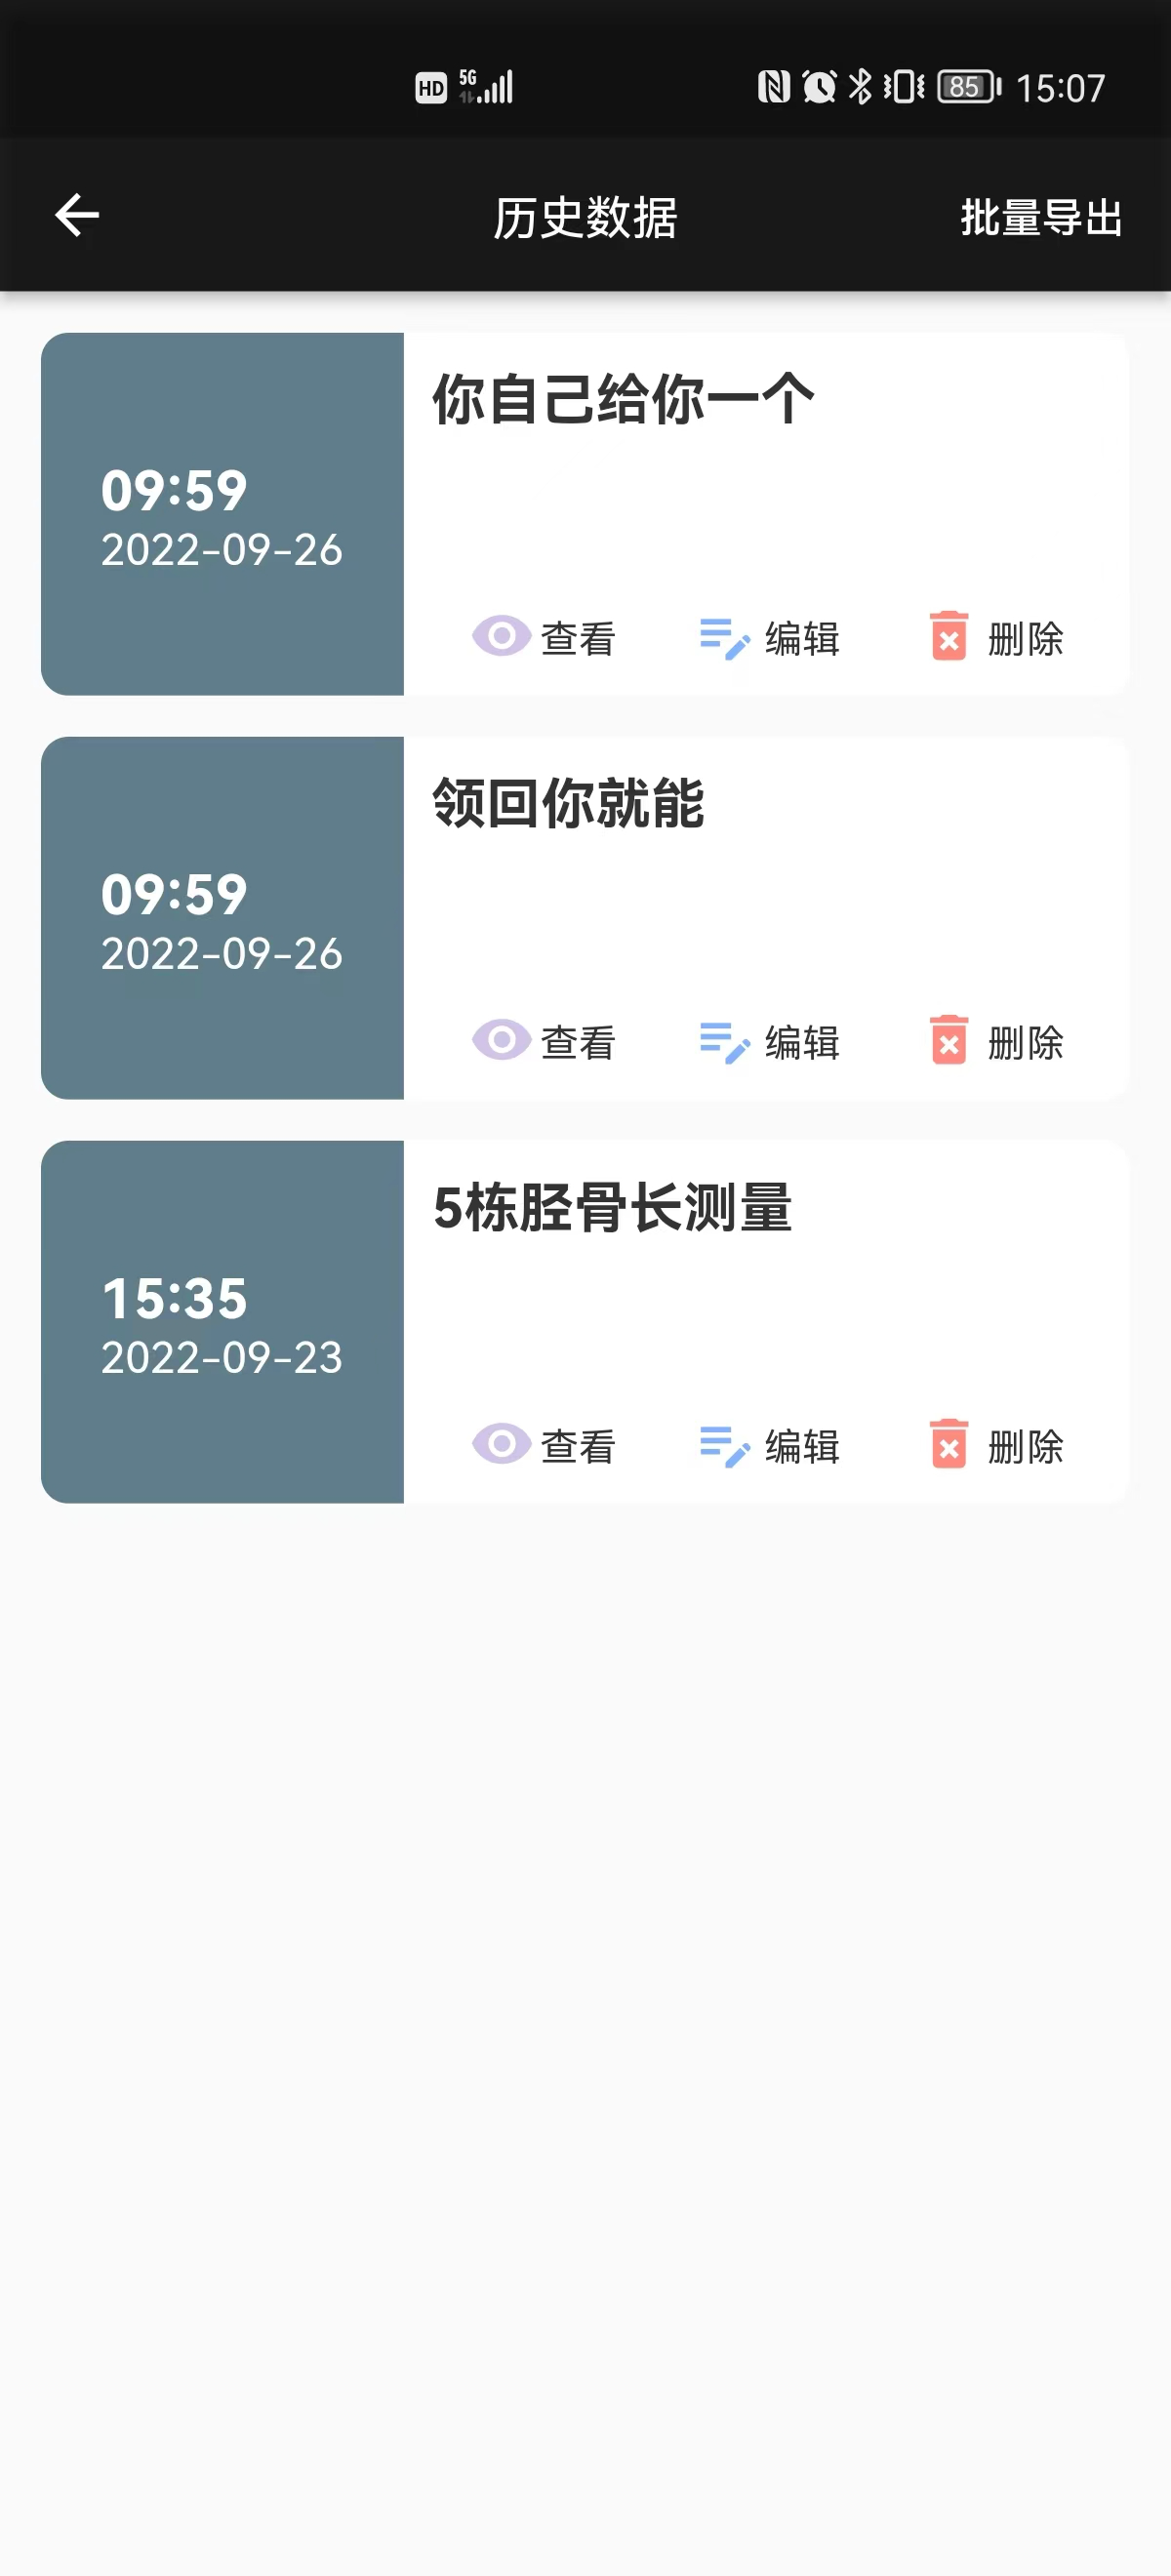 HD 5G 85 15:07
历史数据 批量导出
你自己给你一个
09:59
2022-09-26
查看 编辑 删除
领回你就能
09:59
2022-09-26
查看 编辑 删除
5栋胫骨长测量
15:35
2022-09-23
查看 编辑 删除